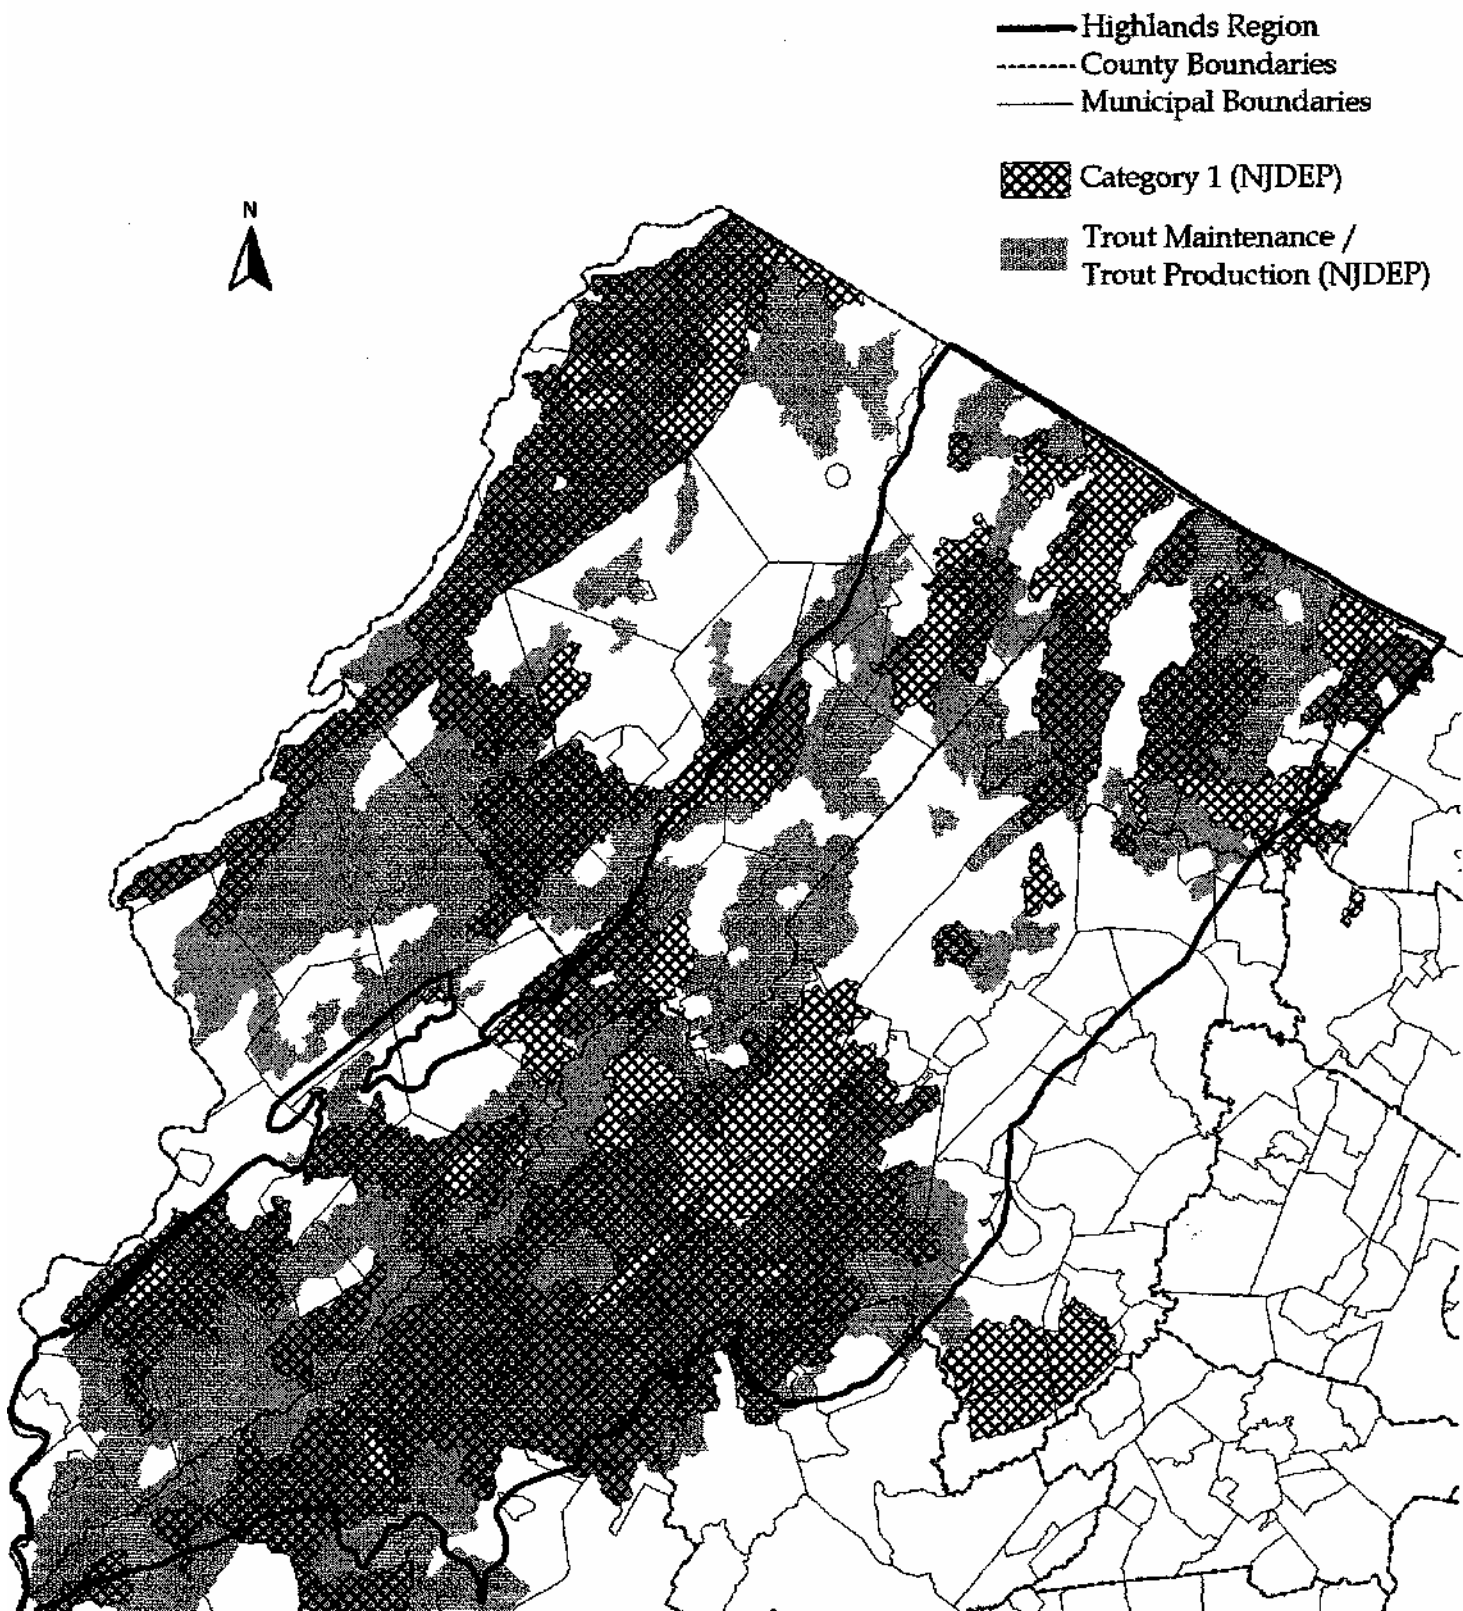 Highlands Region
County Boundaries
Municipal Boundaries
Category 1 (NJDEP)
Trout Maintenance /
Trout Production (NJDEP)
N